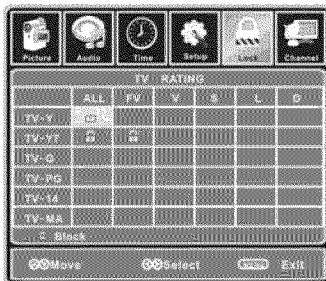 Picture Audio Time Setup Lock Channel
TV RATING
ALL FV V S L D
TV-Y
TV-Y7
TV-G
TV-PG
TV-14
TV-MA
: Block
Move Select Exit